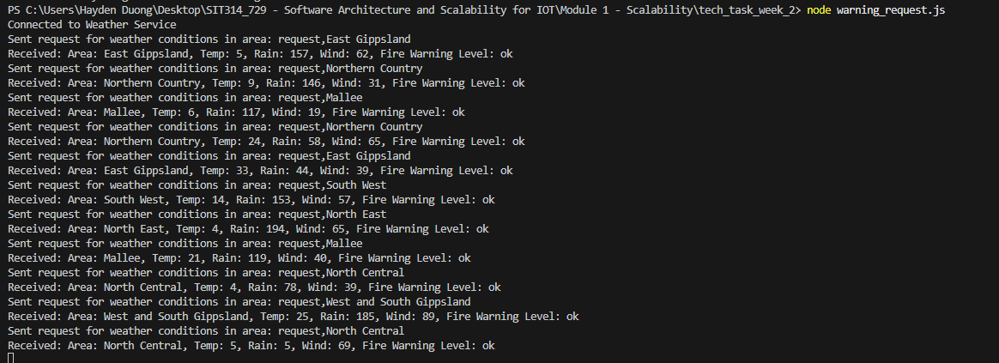 PS C:\Users\Hayden Duong\Desktop\SIT314_729 - Software Architecture and Scalability for IOT\Module 1 - Scalability\tech_task_week_2> node warning_request.js
Connected to Weather Service
Sent request for weather conditions in area: request,East Gippsland
Received: Area: East Gippsland, Temp: 5, Rain: 157, Wind: 62, Fire Warning Level: ok
Sent request for weather conditions in area: request,Northern Country
Received: Area: Northern Country, Temp: 9, Rain: 146, Wind: 31, Fire Warning Level: ok
Sent request for weather conditions in area: request,Mallee
Received: Area: Mallee, Temp: 6, Rain: 117, Wind: 19, Fire Warning Level: ok
Sent request for weather conditions in area: request,Northern Country
Received: Area: Northern Country, Temp: 24, Rain: 58, Wind: 65, Fire Warning Level: ok
Sent request for weather conditions in area: request,East Gippsland
Received: Area: East Gippsland, Temp: 33, Rain: 44, Wind: 39, Fire Warning Level: ok
Sent request for weather conditions in area: request,South West
Received: Area: South West, Temp: 14, Rain: 153, Wind: 57, Fire Warning Level: ok
Sent request for weather conditions in area: request,North East
Received: Area: North East, Temp: 4, Rain: 194, Wind: 65, Fire Warning Level: ok
Sent request for weather conditions in area: request,Mallee
Received: Area: Mallee, Temp: 21, Rain: 119, Wind: 40, Fire Warning Level: ok
Sent request for weather conditions in area: request,North Central
Received: Area: North Central, Temp: 4, Rain: 78, Wind: 39, Fire Warning Level: ok
Sent request for weather conditions in area: request,West and South Gippsland
Received: Area: West and South Gippsland, Temp: 25, Rain: 185, Wind: 89, Fire Warning Level: ok
Sent request for weather conditions in area: request,North Central
Received: Area: North Central, Temp: 5, Rain: 5, Wind: 69, Fire Warning Level: ok